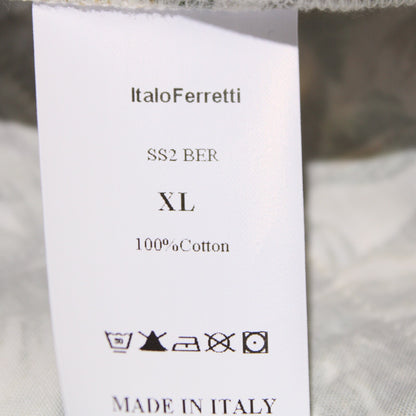 ItaloFerretti
SS2 BER
XL
100%Cotton
MADE IN ITALY